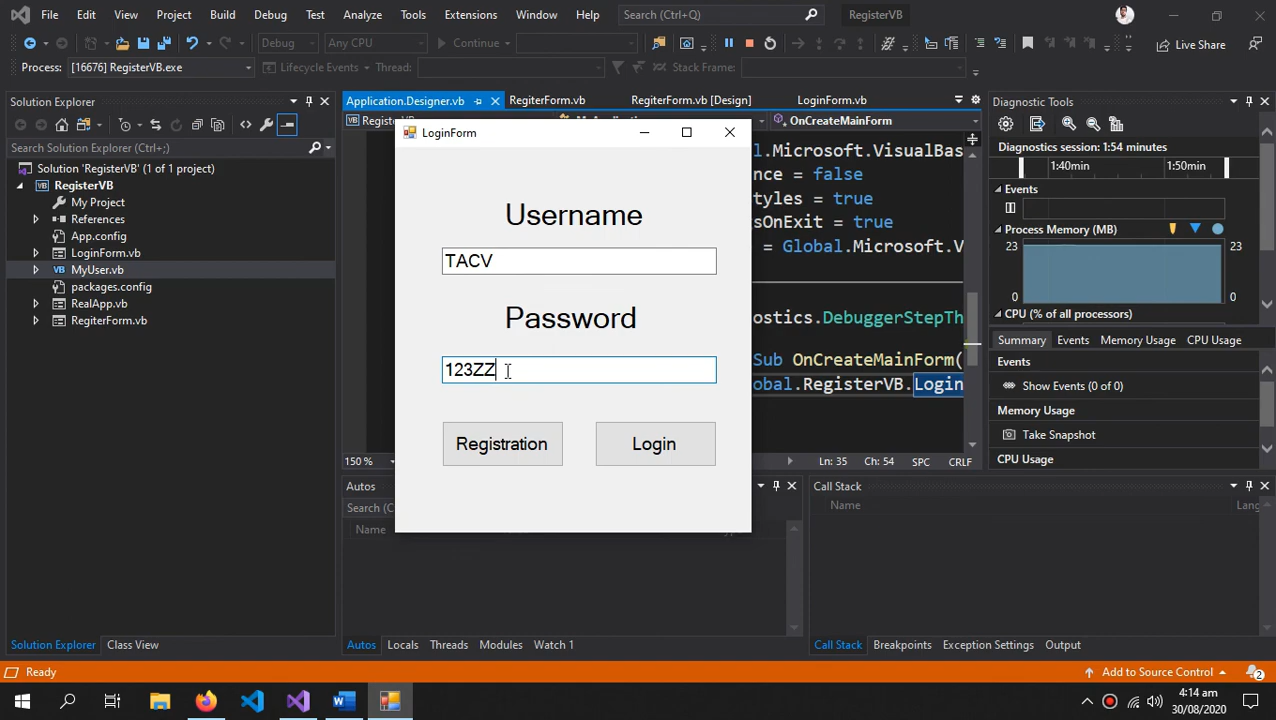 File Edit View Project Build Debug Test Analyze Tools Extensions Window Help Search (Ctrl+;) RegisterVB
Debug Any CPU Continue Live Share
Process: [16676] RegisterVB.exe Lifecycle Events Thread: Stack Frame:
Solution Explorer
Search Solution Explorer (Ctrl+;)
Solution 'RegisterVB' (1 of 1 project)
RegisterVB
My Project
References
App.config
LoginForm.vb
MyUser.vb
packages.config
RealApp.vb
RegiterForm.vb
Solution Explorer Class View
Application.Designer.vb RegiterForm.vb RegiterForm.vb [Design] LoginForm.vb
OnCreateMainForm
l.Microsoft.VisualBas
nce = false
tyles = true
sOnExit = true
= Global.Microsoft.V
ostics.DebuggerStepTh
Sub OnCreateMainForm(
obal.RegisterVB.Login
150 % Ln: 35 Ch: 54 SPC CRLF
LoginForm
Username
TACV
Password
123ZZ
Registration Login
Autos
Search (C
Name
Autos Locals Threads Modules Watch 1
Call Stack
Name Lang
Call Stack Breakpoints Exception Settings Output
Diagnostic Tools
Diagnostics session: 1:54 minutes
1:40min 1:50min
Events
Process Memory (MB)
23 23
0 0
CPU (% of all processors)
Summary Events Memory Usage CPU Usage
Events
Show Events (0 of 0)
Memory Usage
Take Snapshot
CPU Usage
Ready Add to Source Control 2
4:14 am
30/08/2020